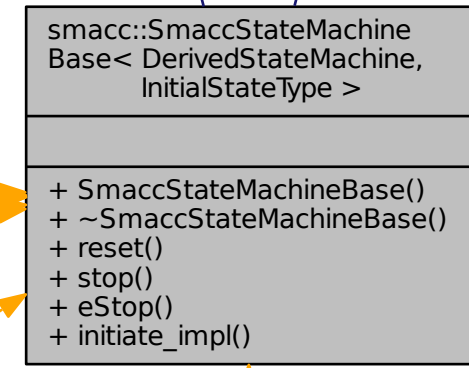 smacc::SmaccStateMachine
Base< DerivedStateMachine,
InitialStateType >
+ SmaccStateMachineBase()
+ ~SmaccStateMachineBase()
+ reset()
+ stop()
+ eStop()
+ initiate_impl()